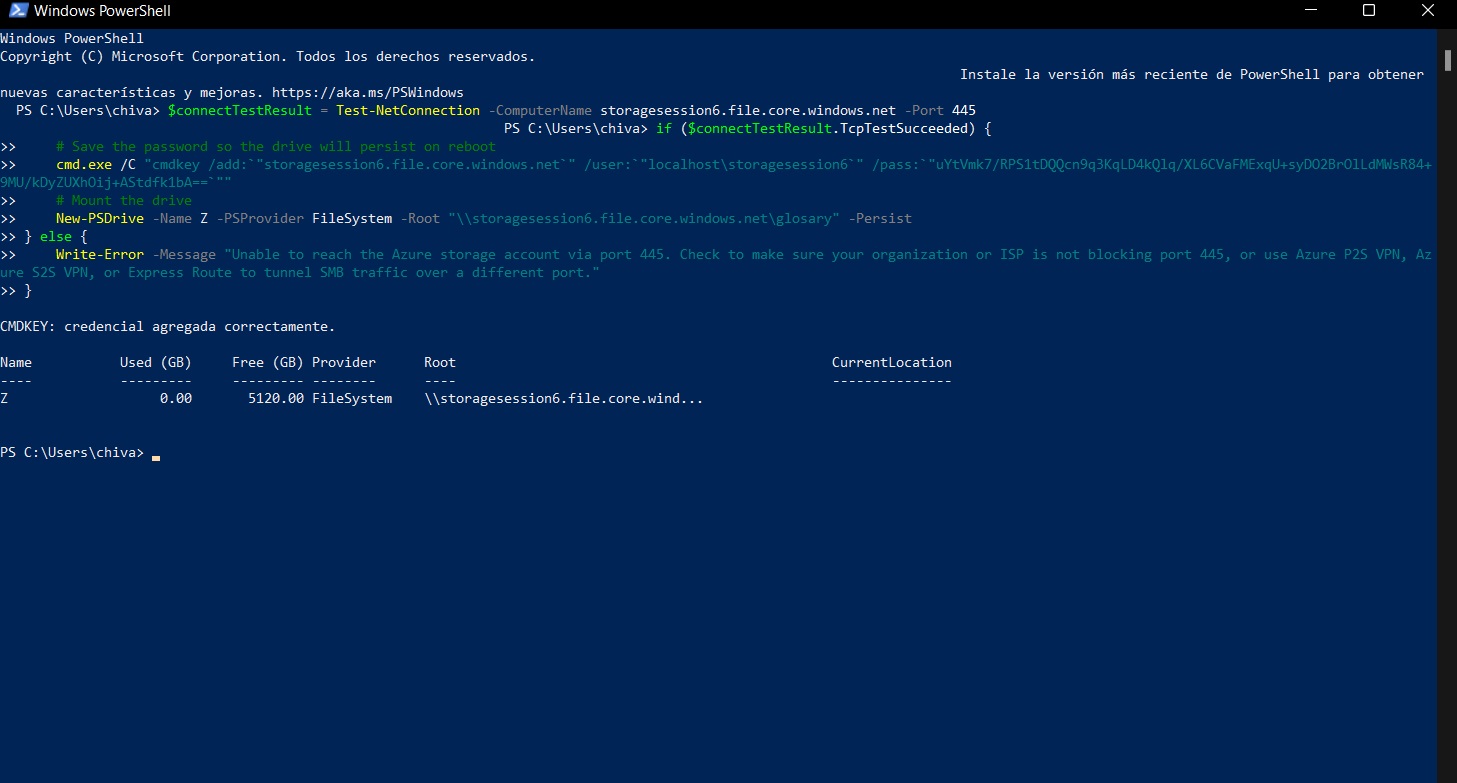 Windows PowerShell
Windows PowerShell
Copyright (C) Microsoft Corporation. Todos los derechos reservados.
Instale la versión más reciente de PowerShell para obtener
nuevas características y mejoras. https://aka.ms/PSWindows
PS C:\Users\chiva> $connectTestResult = Test-NetConnection -ComputerName storagesession6.file.core.windows.net -Port 445
PS C:\Users\chiva> if ($connectTestResult.TcpTestSucceeded) {
>>     # Save the password so the drive will persist on reboot
>>     cmd.exe /C "cmdkey /add:`"storagesession6.file.core.windows.net`" /user:`"localhost\storagesession6`" /pass:`"uYtVmk7/RPS1tDQQcn9q3KqLD4kQlq/XL6CVaFMExqU+syDO2BrOlLdMWsR84+
9MU/kDyZUXhOij+AStdfk1bA==`""
>>     # Mount the drive
>>     New-PSDrive -Name Z -PSProvider FileSystem -Root "\\storagesession6.file.core.windows.net\glosary" -Persist
>> } else {
>>     Write-Error -Message "Unable to reach the Azure storage account via port 445. Check to make sure your organization or ISP is not blocking port 445, or use Azure P2S VPN, Az
ure S2S VPN, or Express Route to tunnel SMB traffic over a different port."
>> }
CMDKEY: credencial agregada correctamente.
Name           Used (GB)     Free (GB) Provider      Root                                               CurrentLocation
----           ---------     --------- --------      ----                                               ---------------
Z                   0.00       5120.00 FileSystem    \\storagesession6.file.core.wind...
PS C:\Users\chiva>